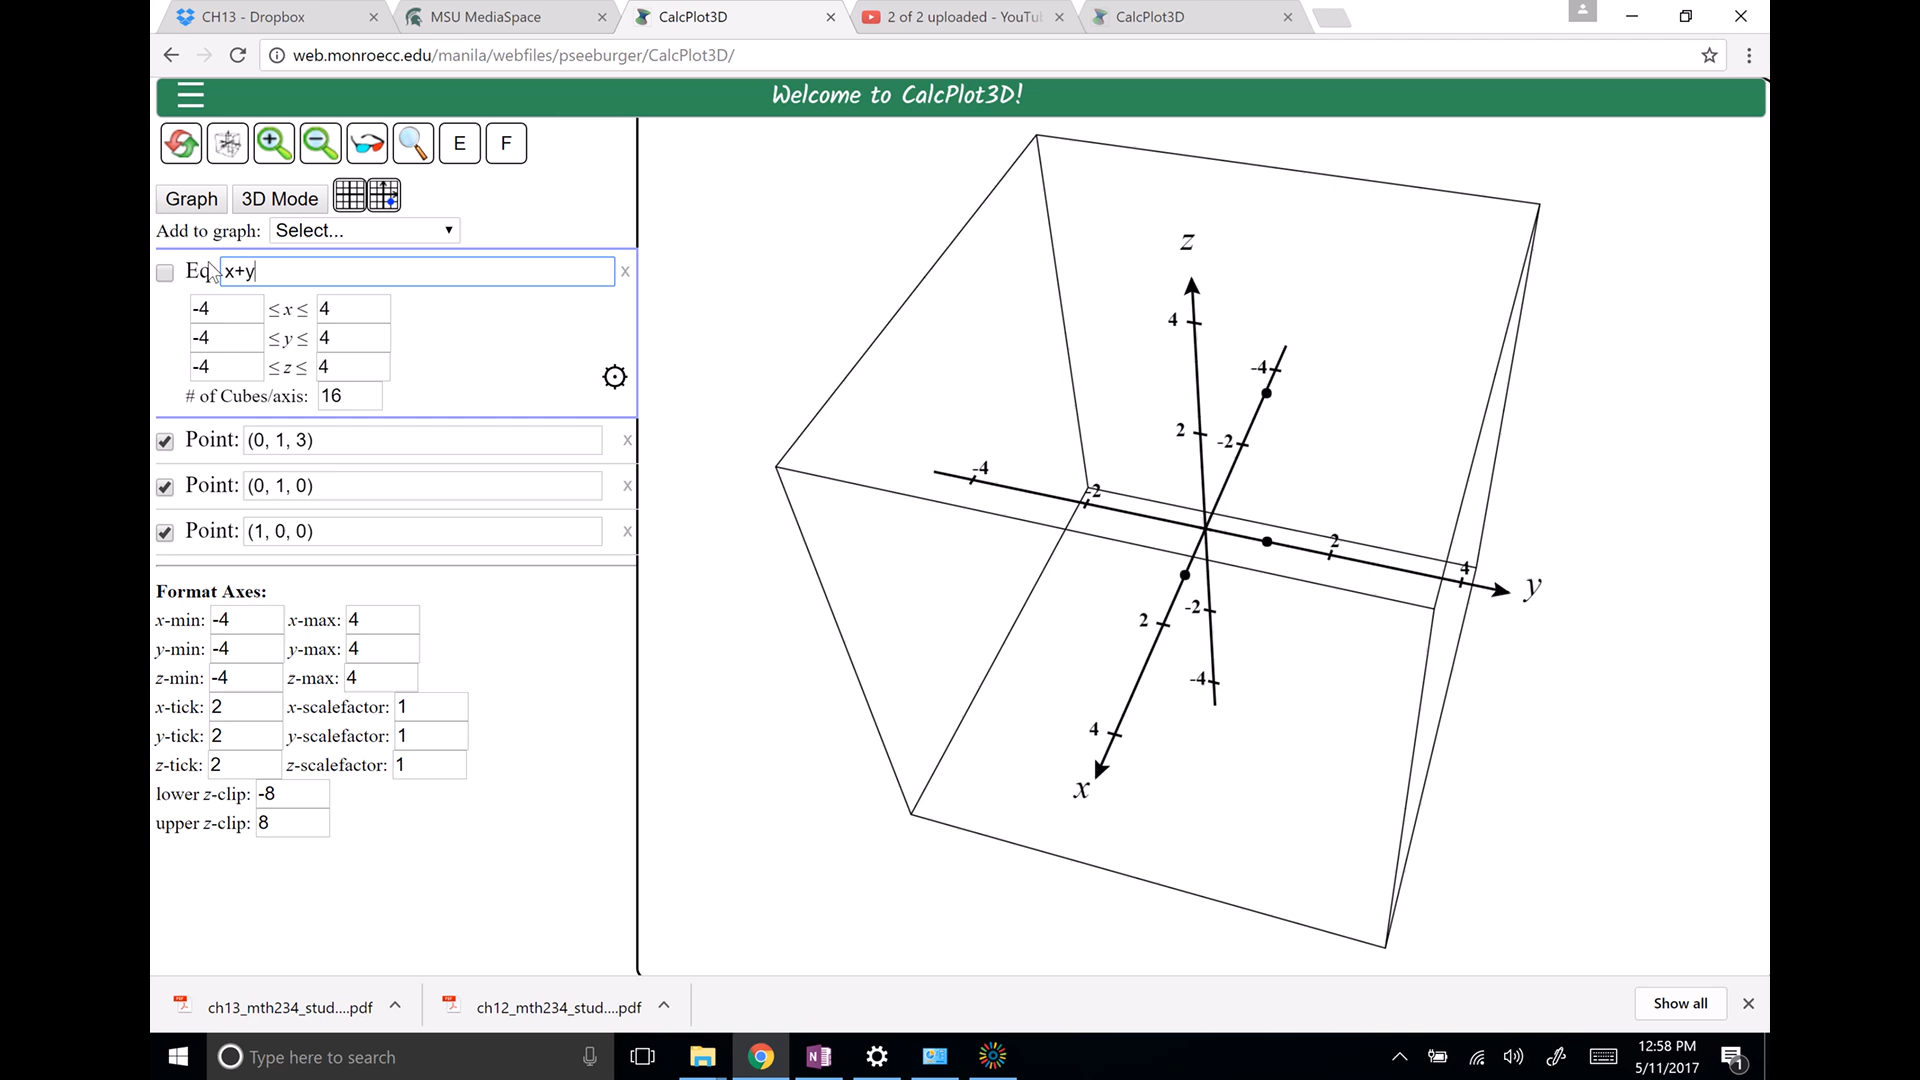 CH13 - Dropbox
MSU MediaSpace
CalcPlot3D
2 of 2 uploaded - YouTu
CalcPlot3D
web.monroecc.edu/manila/webfiles/pseeburger/CalcPlot3D/
Welcome to CalcPlot3D!
E F
Graph 3D Mode
Add to graph: Select...
Eq x+y x
-4 ≤ x ≤ 4
-4 ≤ y ≤ 4
-4 ≤ z ≤ 4
# of Cubes/axis: 16
Point: (0, 1, 3) x
Point: (0, 1, 0) x
Point: (1, 0, 0) x
Format Axes:
x-min: -4 x-max: 4
y-min: -4 y-max: 4
z-min: -4 z-max: 4
x-tick: 2 x-scalefactor: 1
y-tick: 2 y-scalefactor: 1
z-tick: 2 z-scalefactor: 1
lower z-clip: -8
upper z-clip: 8
z
4
-4
2
-2
-4
-2
2
4
y
-2
2
-4
4
x
ch13_mth234_stud....pdf
ch12_mth234_stud....pdf
Show all
Type here to search
12:58 PM
5/11/2017
1